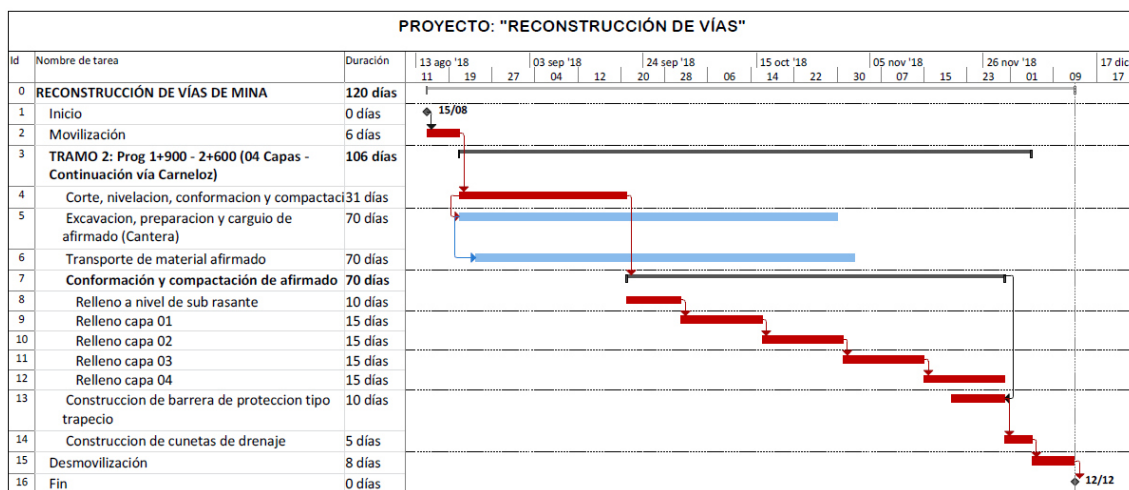 PROYECTO: "RECONSTRUCCIÓN DE VÍAS"
Id Nombre de tarea Duración 13 ago '18 03 sep '18 24 sep '18 15 oct '18 05 nov '18 26 nov '18 17 dic
11 19 27 04 12 20 28 06 14 22 30 07 15 23 01 09 17
0 RECONSTRUCCIÓN DE VÍAS DE MINA 120 días
1 Inicio 0 días 15/08
2 Movilización 6 días
3 TRAMO 2: Prog 1+900 - 2+600 (04 Capas - 106 días
Continuación vía Carneloz)
4 Corte, nivelacion, conformacion y compactaci 31 días
5 Excavacion, preparacion y carguio de 70 días
afirmado (Cantera)
6 Transporte de material afirmado 70 días
7 Conformación y compactación de afirmado 70 días
8 Relleno a nivel de sub rasante 10 días
9 Relleno capa 01 15 días
10 Relleno capa 02 15 días
11 Relleno capa 03 15 días
12 Relleno capa 04 15 días
13 Construccion de barrera de proteccion tipo 10 días
trapecio
14 Construccion de cunetas de drenaje 5 días
15 Desmovilización 8 días
16 Fin 0 días 12/12